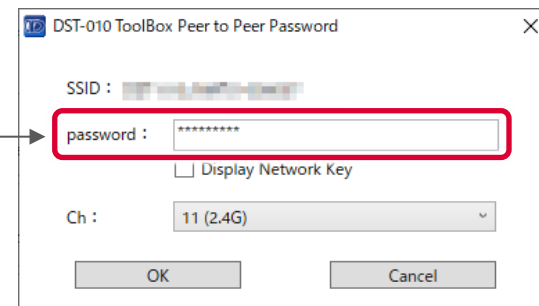 DST-010 ToolBox Peer to Peer Password
SSID :
password :
*********
Display Network Key
Ch :
11 (2.4G)
OK
Cancel